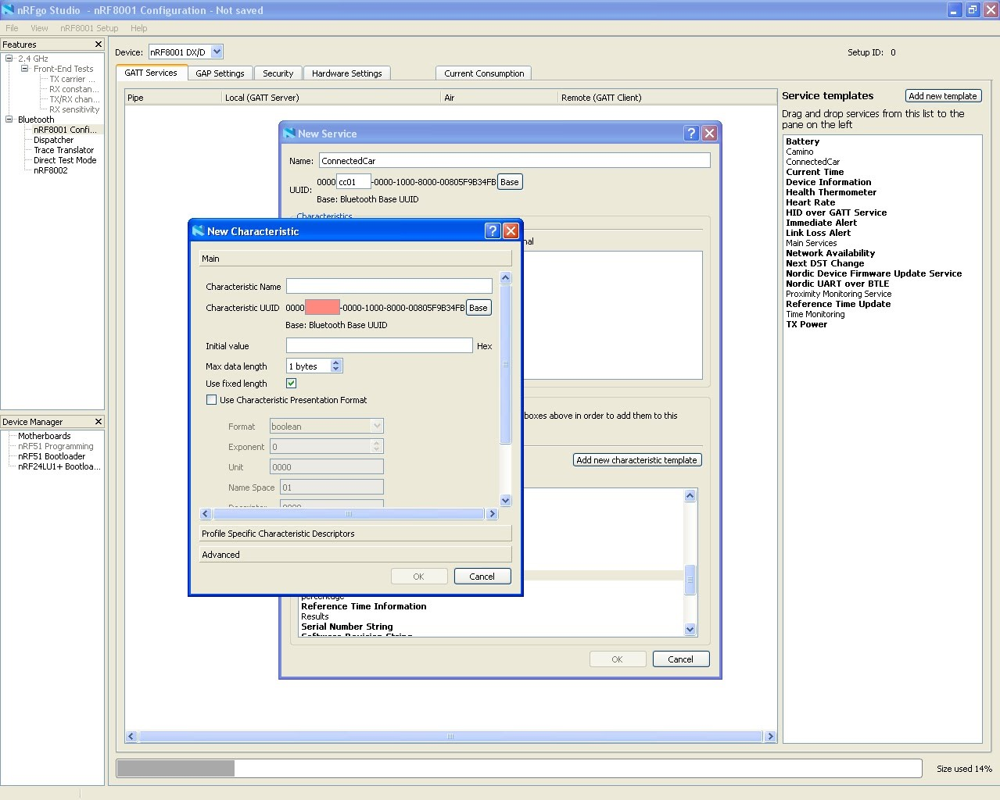 nRFgo Studio - nRF8001 Configuration - Not saved
File View nRF8001 Setup Help
Features
2.4 GHz
Front-End Tests
TX carrier ...
RX constan...
TX/RX chan...
RX sensitivity
Bluetooth
nRF8001 Confi...
Dispatcher
Trace Translator
Direct Test Mode
nRF8002
Device Manager
Motherboards
nRF51 Programming
nRF51 Bootloader
nRF24LU1+ Bootloa...
Device: nRF8001 DX/D
Setup ID: 0
GATT Services GAP Settings Security Hardware Settings Current Consumption
Pipe Local (GATT Server) Air Remote (GATT Client)
New Service
Name: ConnectedCar
UUID: 0000 cc01 -0000-1000-8000-00805F9B34FB Base
Base: Bluetooth Base UUID
Characteristics
nal
boxes above in order to add them to this
Add new characteristic template
percentage
Reference Time Information
Results
Serial Number String
Software Revision String
OK Cancel
New Characteristic
Main
Characteristic Name
Characteristic UUID 0000 -0000-1000-8000-00805F9B34FB Base
Base: Bluetooth Base UUID
Initial value Hex
Max data length 1 bytes
Use fixed length
Use Characteristic Presentation Format
Format boolean
Exponent 0
Unit 0000
Name Space 01
Descriptor 0000
Profile Specific Characteristic Descriptors
Advanced
OK Cancel
Service templates Add new template
Drag and drop services from this list to the
pane on the left
Battery
Camino
ConnectedCar
Current Time
Device Information
Health Thermometer
Heart Rate
HID over GATT Service
Immediate Alert
Link Loss Alert
Main Services
Network Availability
Next DST Change
Nordic Device Firmware Update Service
Nordic UART over BTLE
Proximity Monitoring Service
Reference Time Update
Time Monitoring
TX Power
Size used 14%